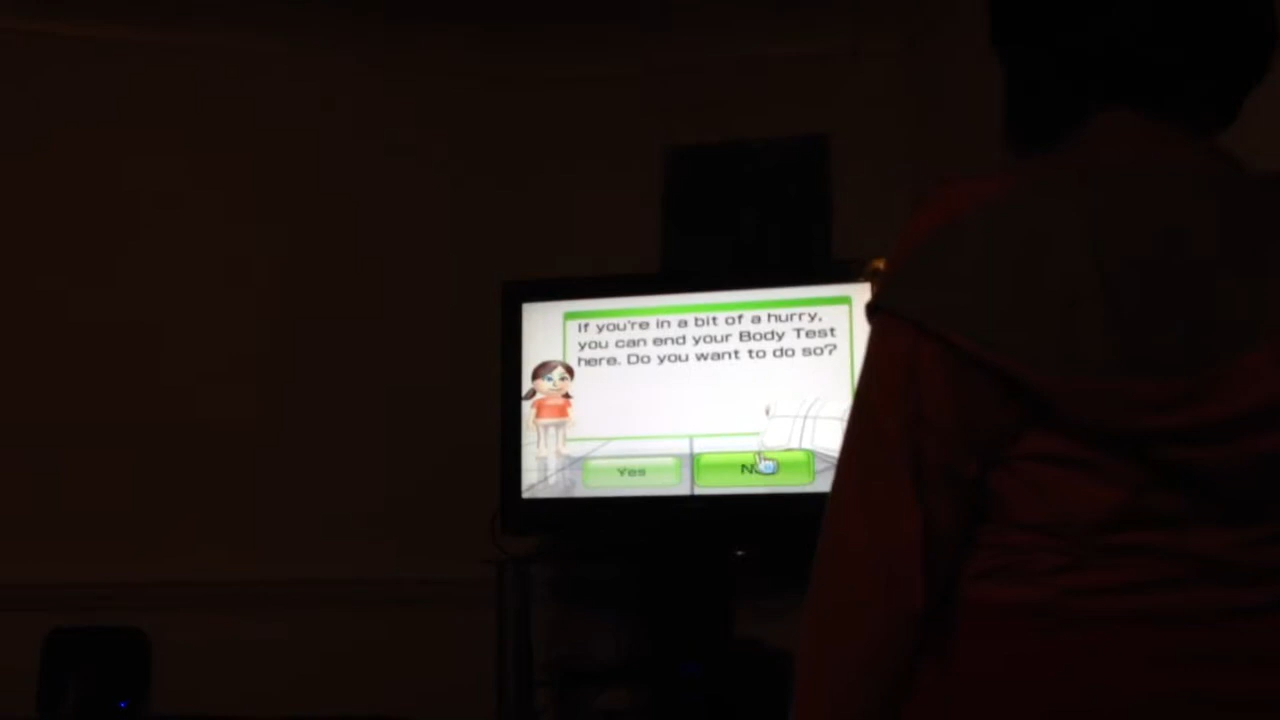 If you're in a bit of a hurry,
you can end your Body Test
here. Do you want to do so?
Yes